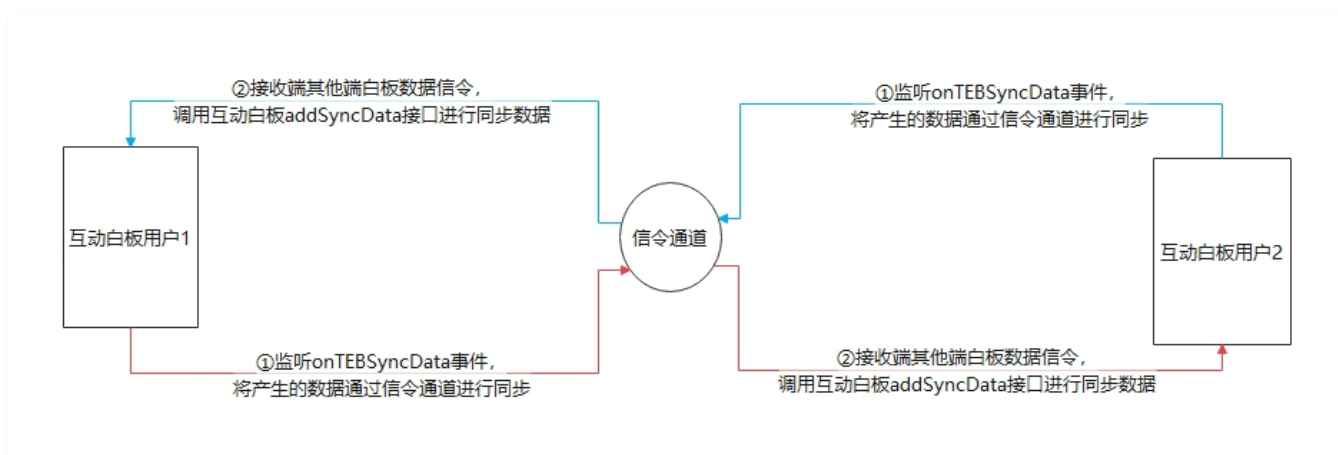 ②接收端其他端白板数据信令，
调用互动白板addSyncData接口进行同步数据
①监听onTEBSyncData事件，
将产生的数据通过信令通道进行同步
互动白板用户1
信令通道
互动白板用户2
①监听onTEBSyncData事件，
将产生的数据通过信令通道进行同步
②接收端其他端白板数据信令，
调用互动白板addSyncData接口进行同步数据